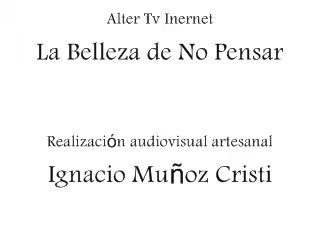 Alter Tv Inernet
La Belleza de No Pensar
Realización audiovisual artesanal
Ignacio Muñoz Cristi